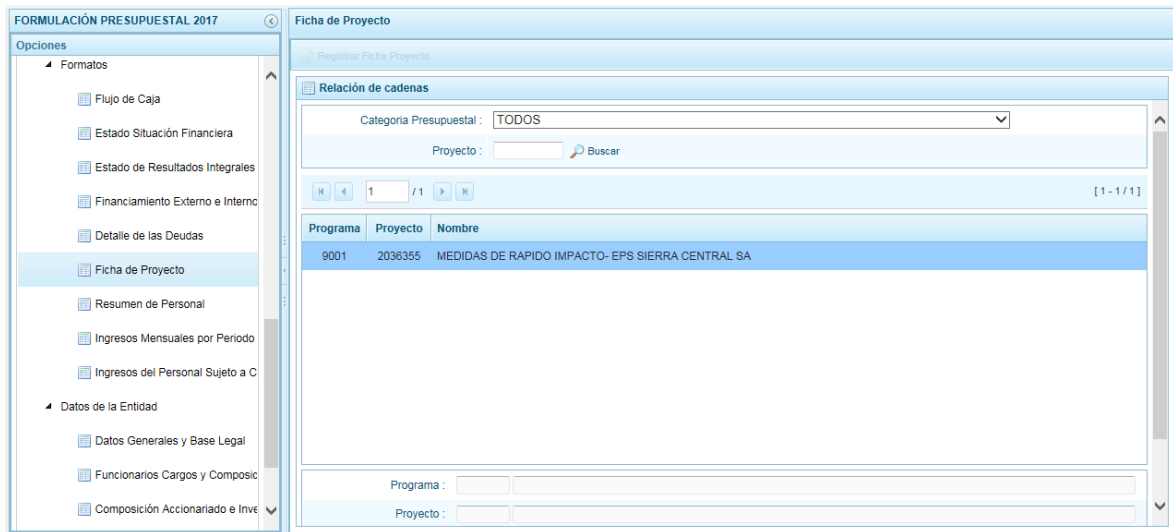 FORMULACIÓN PRESUPUESTAL 2017
Opciones
Formatos
Flujo de Caja
Estado Situación Financiera
Estado de Resultados Integrales
Financiamiento Externo e Interno
Detalle de las Deudas
Ficha de Proyecto
Resumen de Personal
Ingresos Mensuales por Periodo
Ingresos del Personal Sujeto a C
Datos de la Entidad
Datos Generales y Base Legal
Funcionarios Cargos y Composic
Composición Accionariado e Inve
Ficha de Proyecto
Registrar Ficha Proyecto
Relación de cadenas
Categoria Presupuestal : TODOS
Proyecto : Buscar
1 / 1 [ 1 - 1 / 1 ]
Programa Proyecto Nombre
9001 2036355 MEDIDAS DE RAPIDO IMPACTO- EPS SIERRA CENTRAL SA
Programa :
Proyecto :